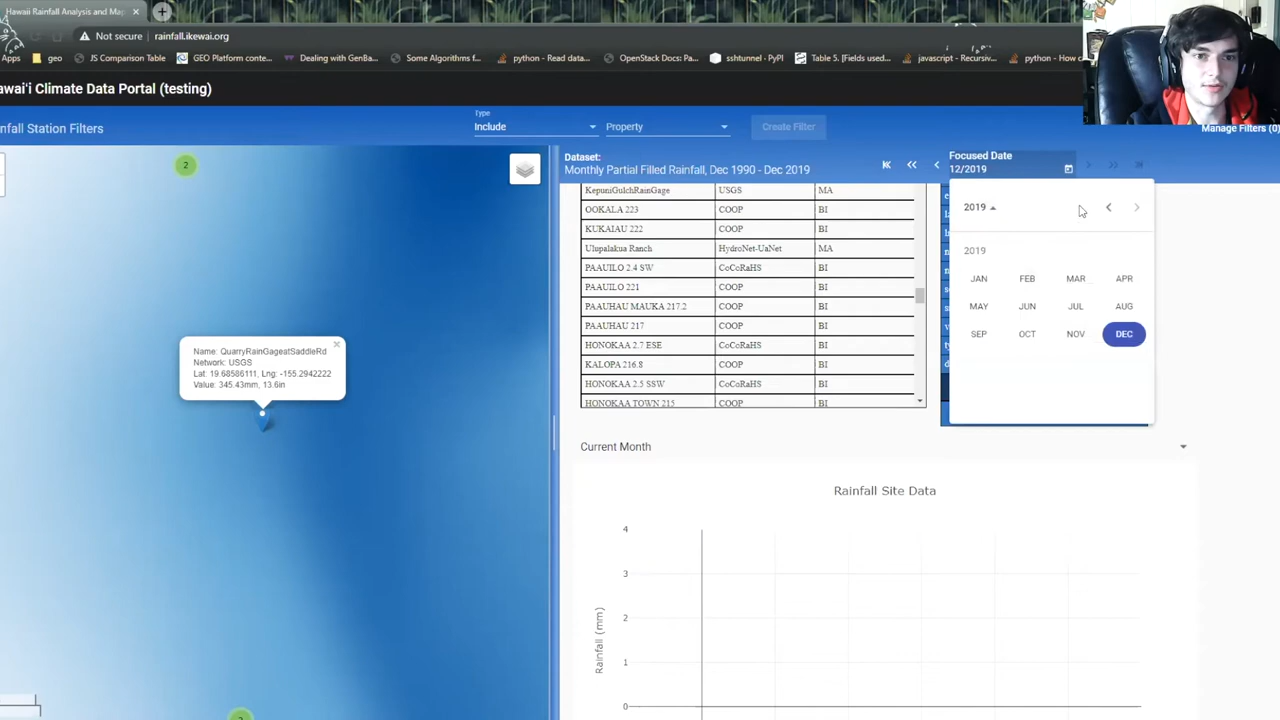 Hawaii Rainfall Analysis and Map
Not secure rainfall.ikewai.org
Apps geo JS Comparison Table GEO Platform conte... Dealing with GenBa... Some Algorithms f... python - Read data... OpenStack Docs: Pa... sshtunnel · PyPI Table 5. [Fields used... javascript - Recursiv... python - How c
awai'i Climate Data Portal (testing)
nfall Station Filters
Type
Include
Property
Create Filter
Manage Filters (0)
Dataset:
Monthly Partial Filled Rainfall, Dec 1990 - Dec 2019
Focused Date
12/2019
2019
2019
JAN FEB MAR APR
MAY JUN JUL AUG
SEP OCT NOV DEC
KepuniGulchRainGage USGS MA
OOKALA 223 COOP BI
KUKAIAU 222 COOP BI
Ulupalakua Ranch HydroNet-UaNet MA
PAAUILO 2.4 SW CoCoRaHS BI
PAAUILO 221 COOP BI
PAAUHAU MAUKA 217.2 COOP BI
PAAUHAU 217 COOP BI
HONOKAA 2.7 ESE CoCoRaHS BI
KALOPA 216.8 COOP BI
HONOKAA 2.5 SSW CoCoRaHS BI
HONOKAA TOWN 215 COOP BI
2
Name: QuarryRainGageatSaddleRd
Network: USGS
Lat: 19.68586111, Lng: -155.2942222
Value: 345.43mm, 13.6in
Current Month
Rainfall Site Data
4
3
2
1
0
Rainfall (mm)